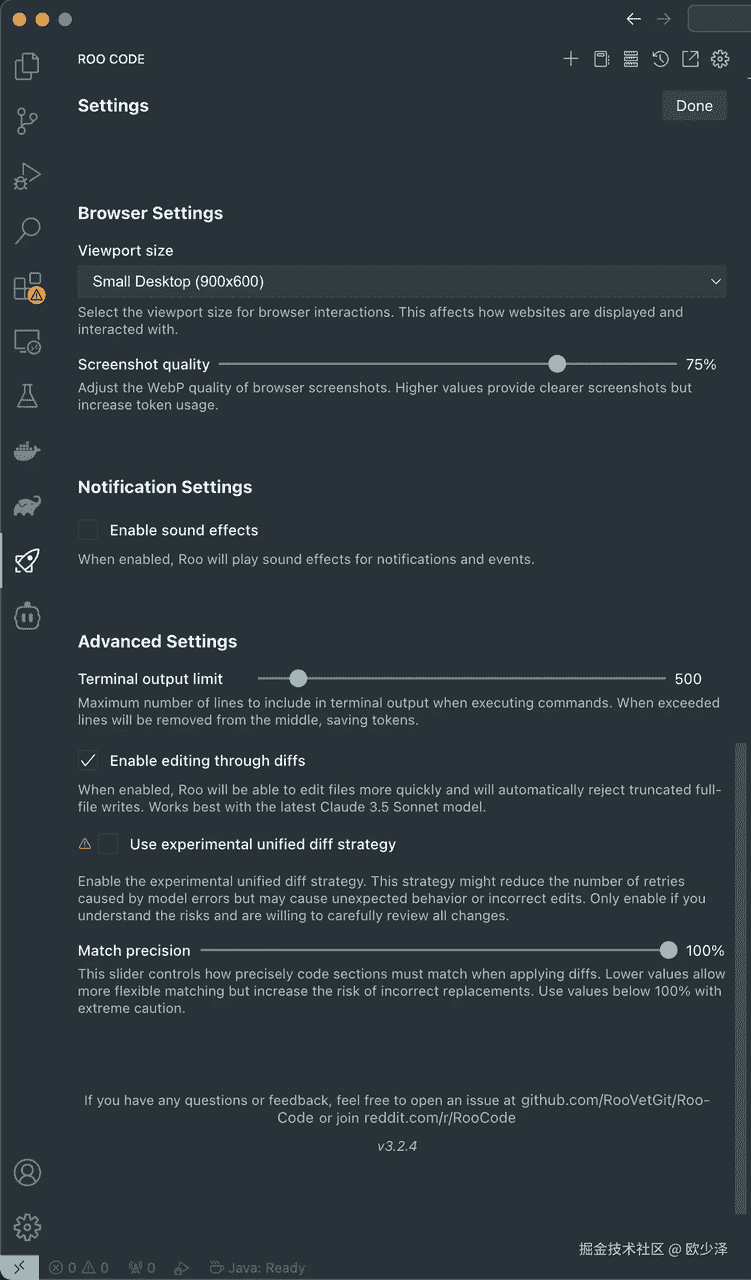 ROO CODE
Settings
Done
Browser Settings
Viewport size
Small Desktop (900x600)
Select the viewport size for browser interactions. This affects how websites are displayed and
interacted with.
Screenshot quality 75%
Adjust the WebP quality of browser screenshots. Higher values provide clearer screenshots but
increase token usage.
Notification Settings
Enable sound effects
When enabled, Roo will play sound effects for notifications and events.
Advanced Settings
Terminal output limit 500
Maximum number of lines to include in terminal output when executing commands. When exceeded
lines will be removed from the middle, saving tokens.
Enable editing through diffs
When enabled, Roo will be able to edit files more quickly and will automatically reject truncated full-
file writes. Works best with the latest Claude 3.5 Sonnet model.
Use experimental unified diff strategy
Enable the experimental unified diff strategy. This strategy might reduce the number of retries
caused by model errors but may cause unexpected behavior or incorrect edits. Only enable if you
understand the risks and are willing to carefully review all changes.
Match precision 100%
This slider controls how precisely code sections must match when applying diffs. Lower values allow
more flexible matching but increase the risk of incorrect replacements. Use values below 100% with
extreme caution.
If you have any questions or feedback, feel free to open an issue at github.com/RooVetGit/Roo-
Code or join reddit.com/r/RooCode
v3.2.4
掘金技术社区 @ 欧少泽
0 0 0 Java: Ready